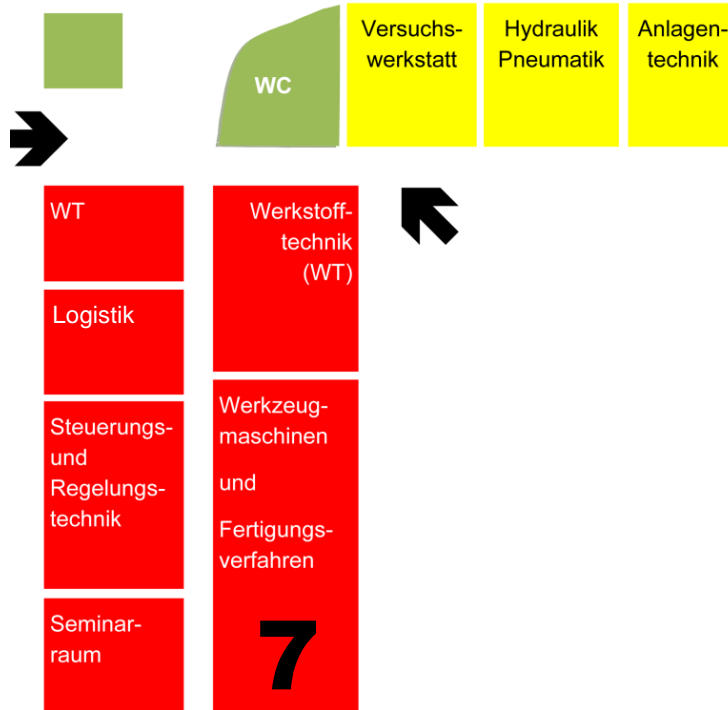 WC
Versuchs-
werkstatt
Hydraulik
Pneumatik
Anlagen-
technik
WT
Werkstoff-
technik
(WT)
Logistik
Steuerungs-
und
Regelungs-
technik
Werkzeug-
maschinen
und
Fertigungs-
verfahren
Seminar-
raum
7